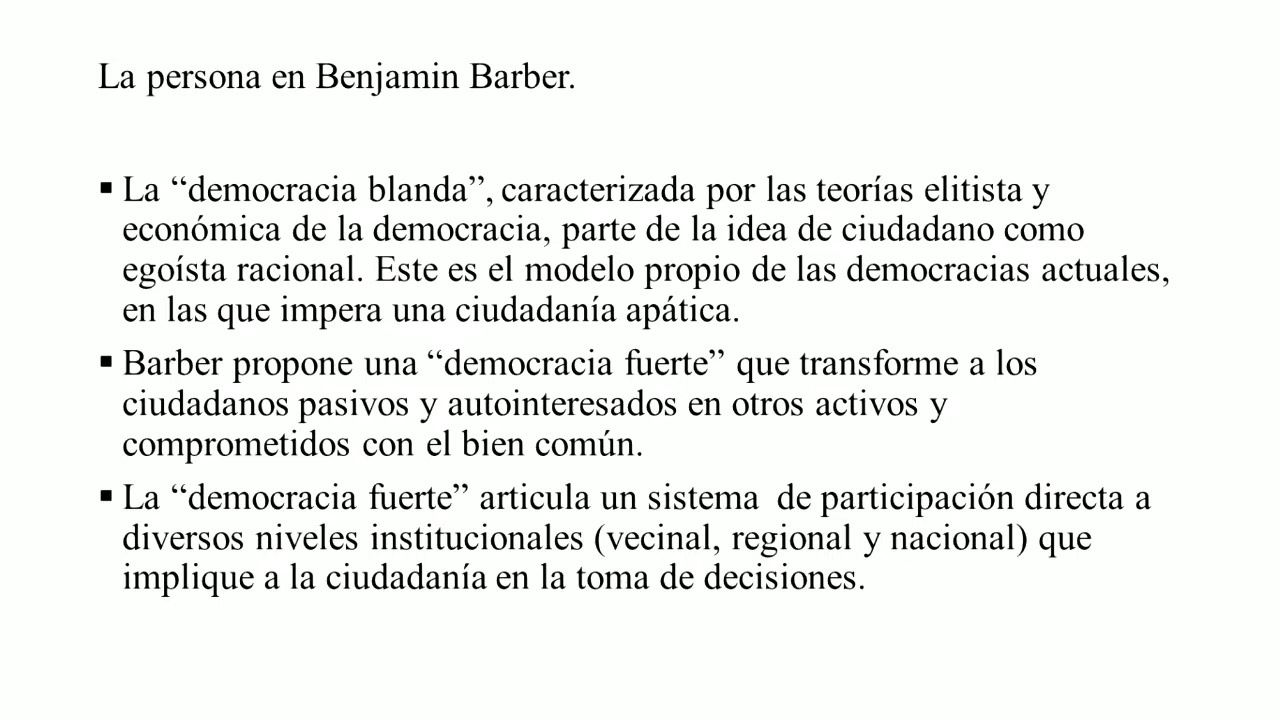 La persona en Benjamin Barber.
▪ La “democracia blanda”, caracterizada por las teorías elitista y
económica de la democracia, parte de la idea de ciudadano como
egoísta racional. Este es el modelo propio de las democracias actuales,
en las que impera una ciudadanía apática.
▪ Barber propone una “democracia fuerte” que transforme a los
ciudadanos pasivos y autointeresados en otros activos y
comprometidos con el bien común.
▪ La “democracia fuerte” articula un sistema  de participación directa a
diversos niveles institucionales (vecinal, regional y nacional) que
implique a la ciudadanía en la toma de decisiones.